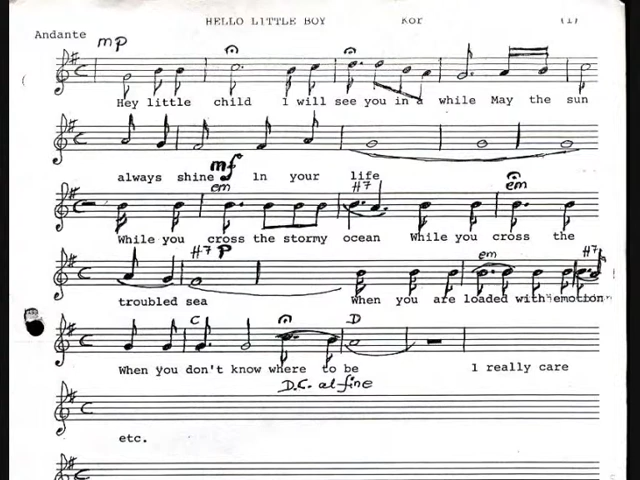 HELLO LITTLE BOY Kor (1)
Andante
mp
Hey little child I will see you in a while May the sun
always shine In your life
mf
em H7 em
While you cross the stormy ocean While you cross the
H7 P em H7
troubled sea When you are loaded with emotion
C D
When you don't know where to be I really care
D.C. al fine
etc.